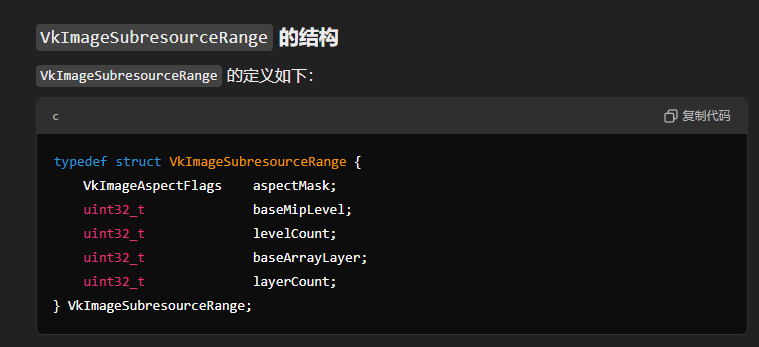 VkImageSubresourceRange 的结构
VkImageSubresourceRange 的定义如下：
c 复制代码
typedef struct VkImageSubresourceRange {
    VkImageAspectFlags    aspectMask;
    uint32_t              baseMipLevel;
    uint32_t              levelCount;
    uint32_t              baseArrayLayer;
    uint32_t              layerCount;
} VkImageSubresourceRange;